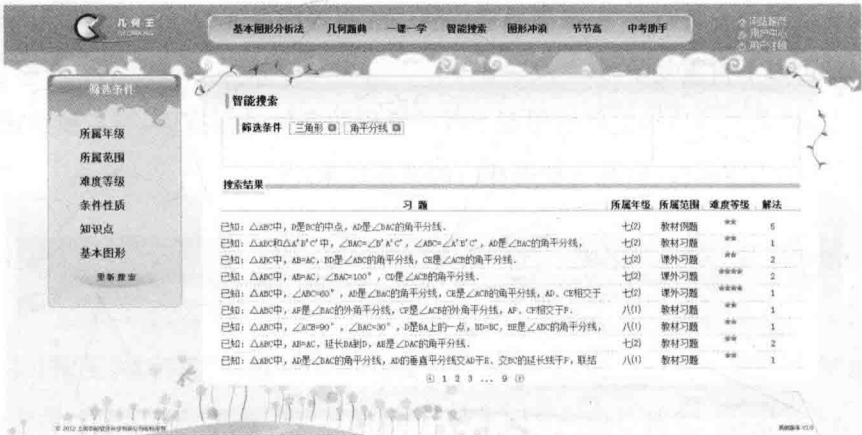 几何王
基本图形分析法 几何题典 一课一学 智能搜索 图形冲浪 节节高 中考助手
用户中心
筛选条件
所属年级
所属范围
难度等级
条件性质
知识点
基本图形
重新搜索
智能搜索
筛选条件 三角形 角平分线
搜索结果
习 题 所属年级 所属范围 难度等级 解法
已知：△ABC中，D是BC的中点，AD是∠BAC的角平分线． 七(2) 教材例题 ** 5
已知：△ABC和△A'B'C'中，∠BAC=∠B'A'C'，∠ABC=∠A'B'C'，AD是∠BAC的角平分线， 七(2) 教材习题 ** 1
已知：△ABC中，AB=AC，BD是∠ABC的角平分线，CE是∠ACB的角平分线． 七(2) 课外习题 ** 2
已知：△ABC中，AB=AC，∠BAC=100°，CD是∠ACB的角平分线． 七(2) 课外习题 **** 2
已知：△ABC中，∠ABC=60°，AD是∠BAC的角平分线，CE是∠ACB的角平分线，AD、CE相交于 七(2) 课外习题 **** 1
已知：△ABC中，AF是∠BAC的外角平分线，CF是∠ACB的外角平分线，AF、CF相交于F． 八(1) 教材习题 ** 1
已知：△ABC中，∠ACB=90°，∠BAC=30°，D是BA上的一点，BD=BC，BE是∠ABC的角平分线， 八(1) 教材习题 ** 1
已知：△ABC中，AB=AC，延长BA到D，AE是∠DAC的角平分线． 七(2) 教材习题 ** 2
已知：△ABC中，AD是∠BAC的角平分线，AD的垂直平分线交AD于E，交BC的延长线于F，联结 八(1) 教材习题 ** 1
1 2 3 ... 9